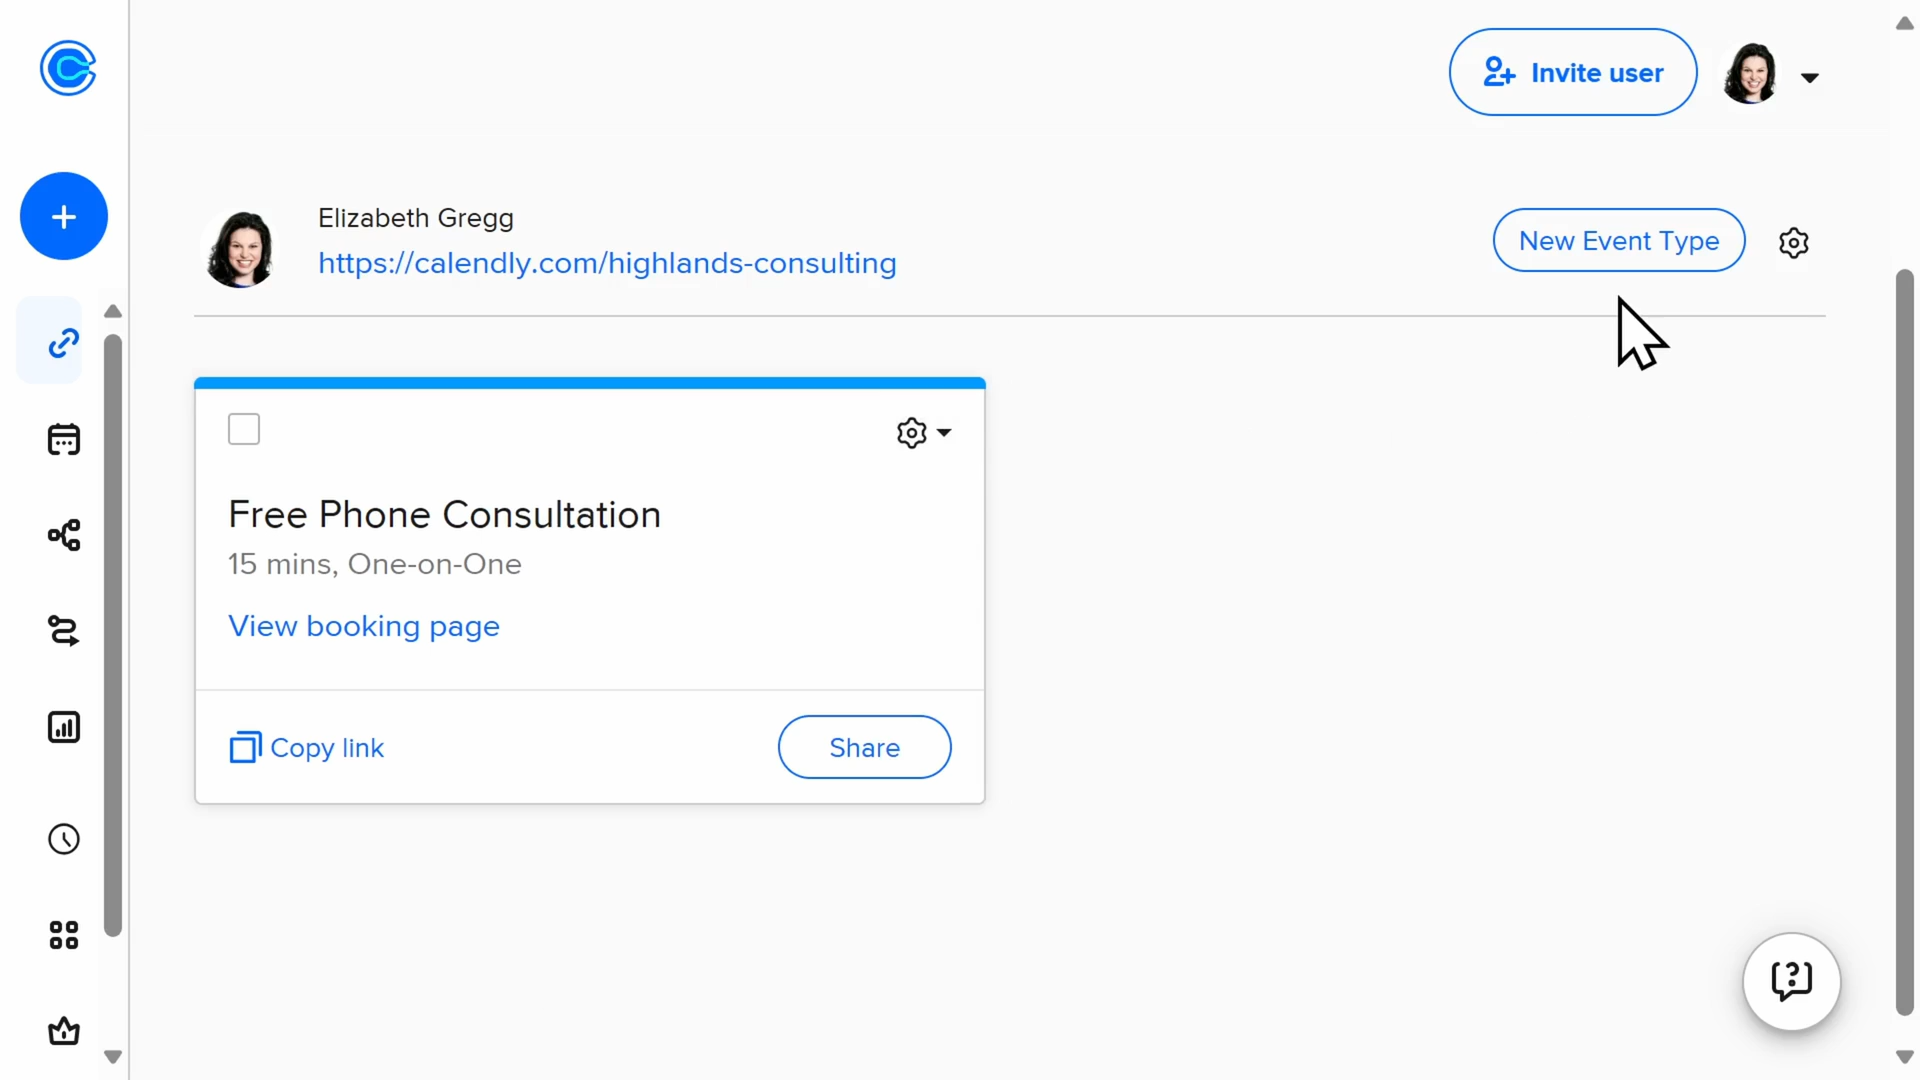 Invite user
Elizabeth Gregg
https://calendly.com/highlands-consulting
New Event Type
Free Phone Consultation
15 mins, One-on-One
View booking page
Copy link
Share